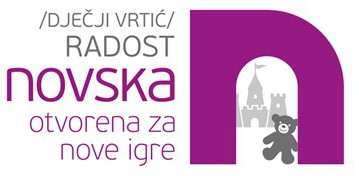 /DJEČJI VRTIĆ/
RADOST
novska
otvorena za
nove igre